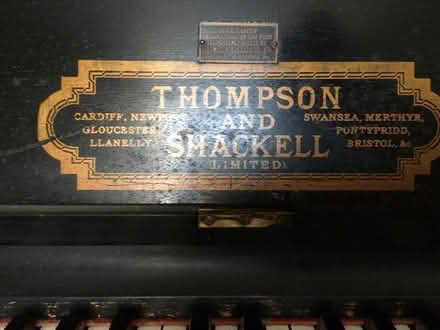 THOMPSON
CARDIFF, NEWPORT, AND SWANSEA, MERTHYR,
GLOUCESTER, PONTYPRIDD,
LLANELLY, SHACKELL BRISTOL, &c
(LIMITED)